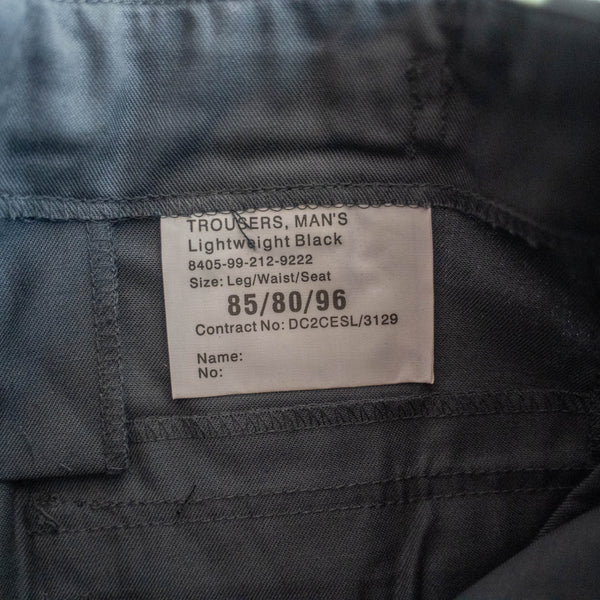 TROUSERS, MAN'S
Lightweight Black
8405-99-212-9222
Size: Leg/Waist/Seat
85/80/96
Contract No: DC2CESL/3129
Name:
No: